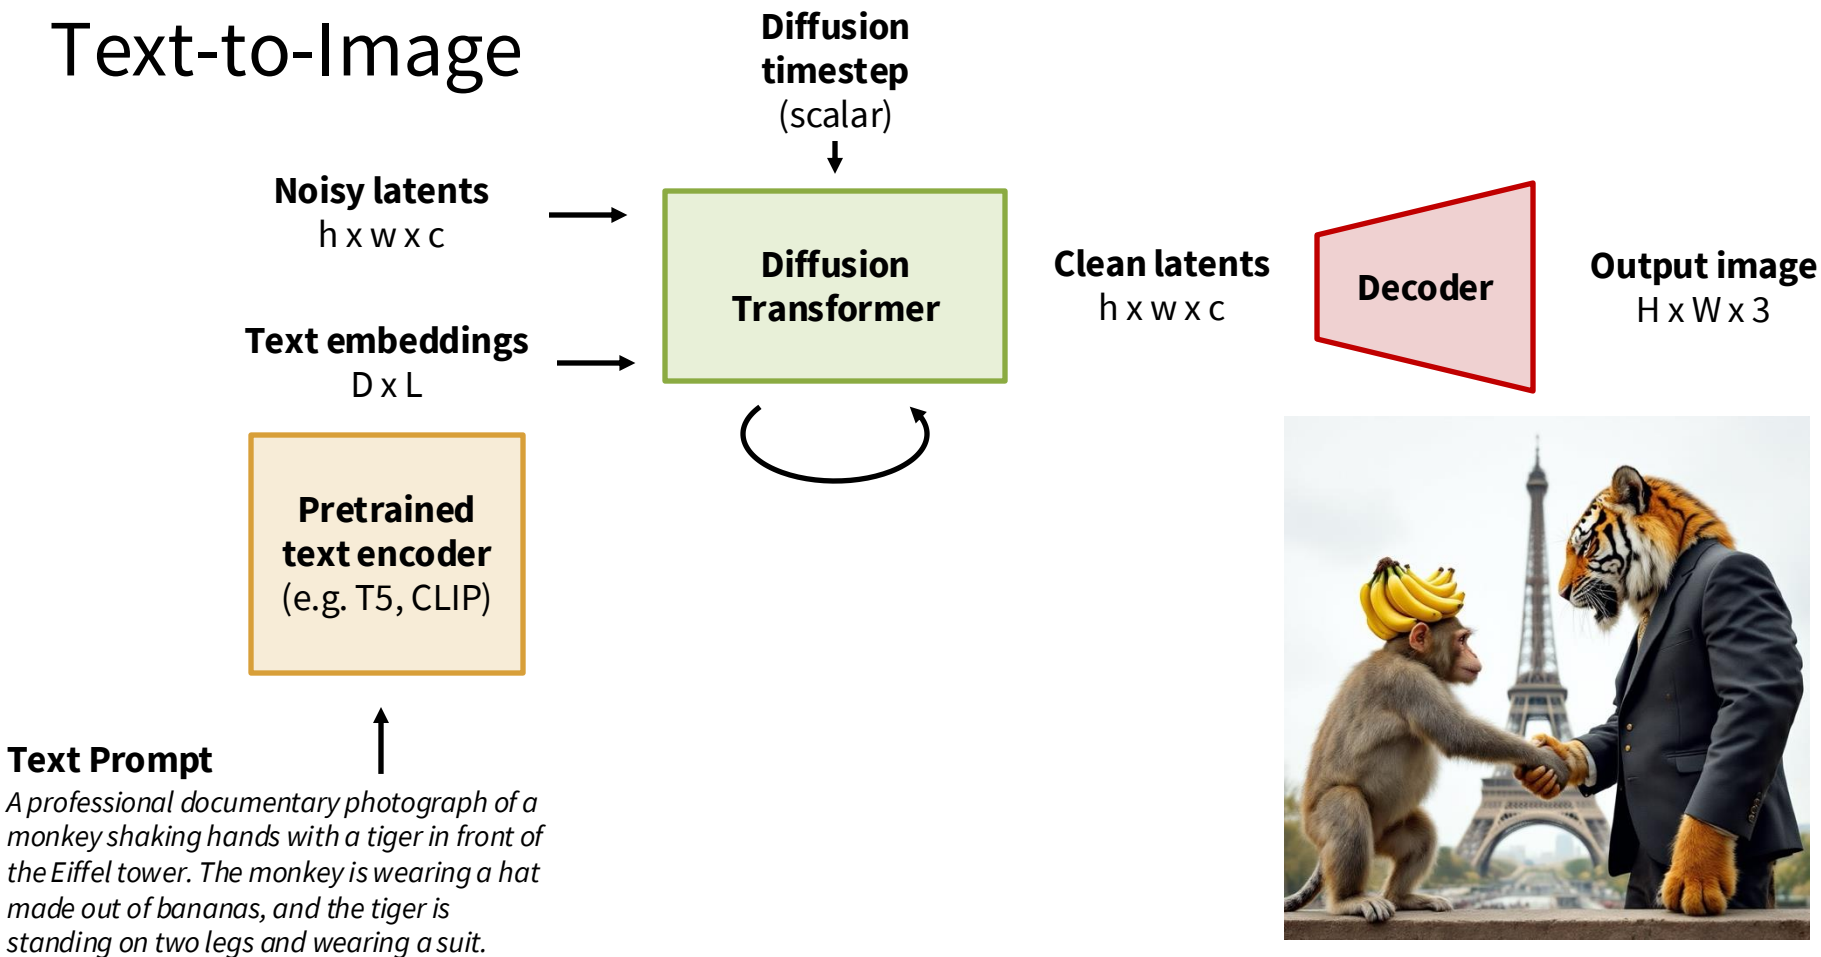 Text-to-Image
Diffusion
timestep
(scalar)
Noisy latents
h x w x c
Text embeddings
D x L
Diffusion
Transformer
Clean latents
h x w x c
Decoder
Output image
H x W x 3
Pretrained
text encoder
(e.g. T5, CLIP)
Text Prompt
A professional documentary photograph of a
monkey shaking hands with a tiger in front of
the Eiffel tower. The monkey is wearing a hat
made out of bananas, and the tiger is
standing on two legs and wearing a suit.